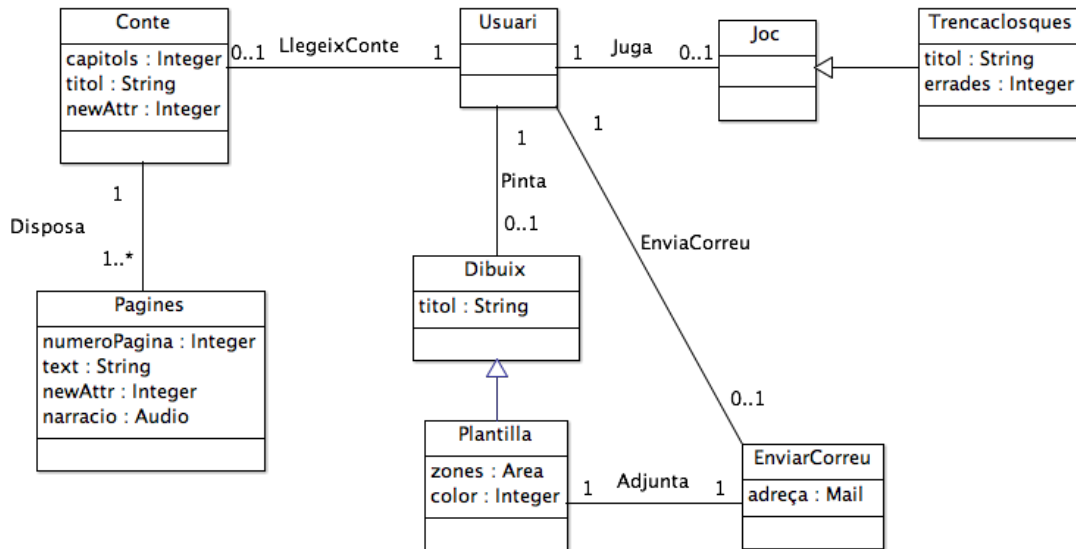 Conte
capitols : Integer
titol : String
newAttr : Integer
0..1
LlegeixConte
1
Usuari
1
Juga
0..1
Joc
Trencaclosques
titol : String
errades : Integer
1
Disposa
1..*
Pagines
numeroPagina : Integer
text : String
newAttr : Integer
narracio : Audio
1
Pinta
0..1
Dibuix
titol : String
1
EnviaCorreu
0..1
Plantilla
zones : Area
color : Integer
1
Adjunta
1
EnviarCorreu
adreça : Mail